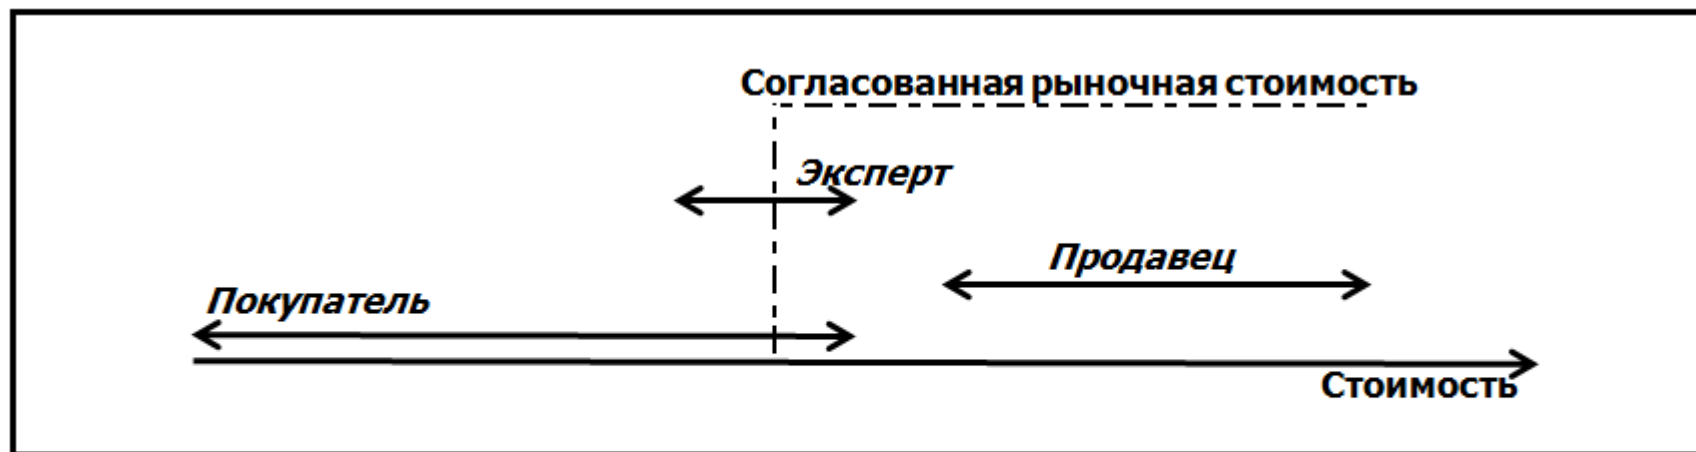 Согласованная рыночная стоимость
Эксперт
Продавец
Покупатель
Стоимость